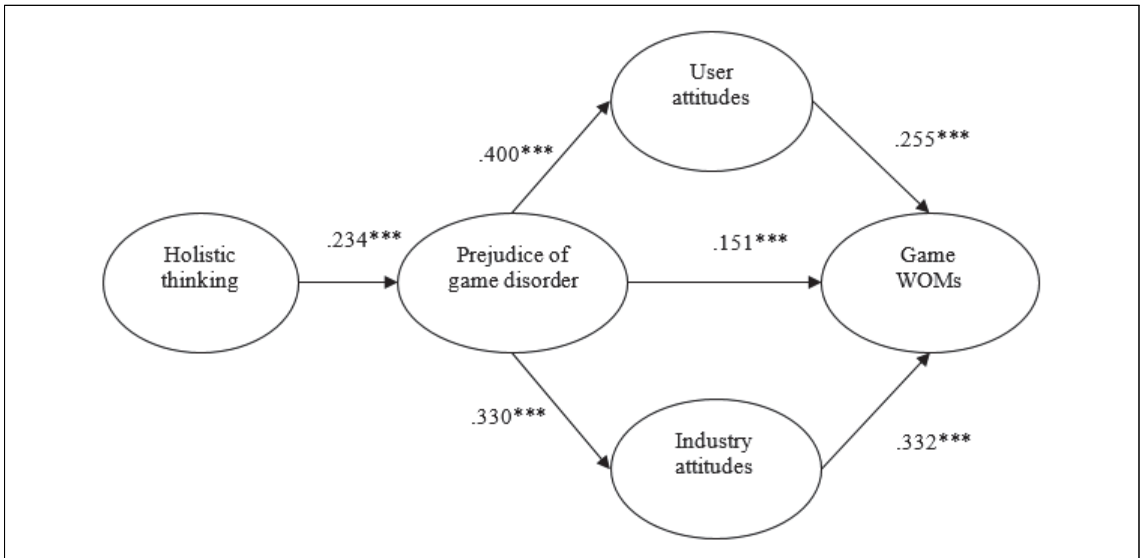 User
attitudes
.400***
.255***
Holistic
thinking
.234***
Prejudice of
game disorder
.151***
Game
WOMs
.330***
Industry
attitudes
.332***